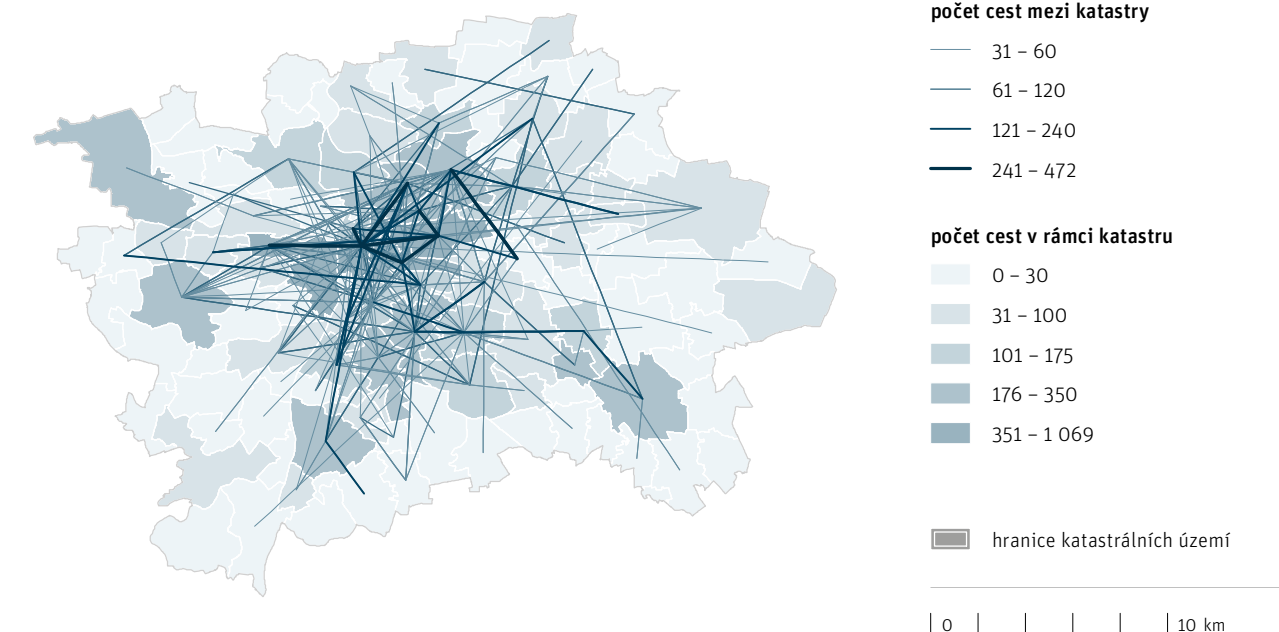 počet cest mezi katastry
31 – 60
61 – 120
121 – 240
241 – 472
počet cest v rámci katastru
0 – 30
31 – 100
101 – 175
176 – 350
351 – 1 069
hranice katastrálních území
0 10 km